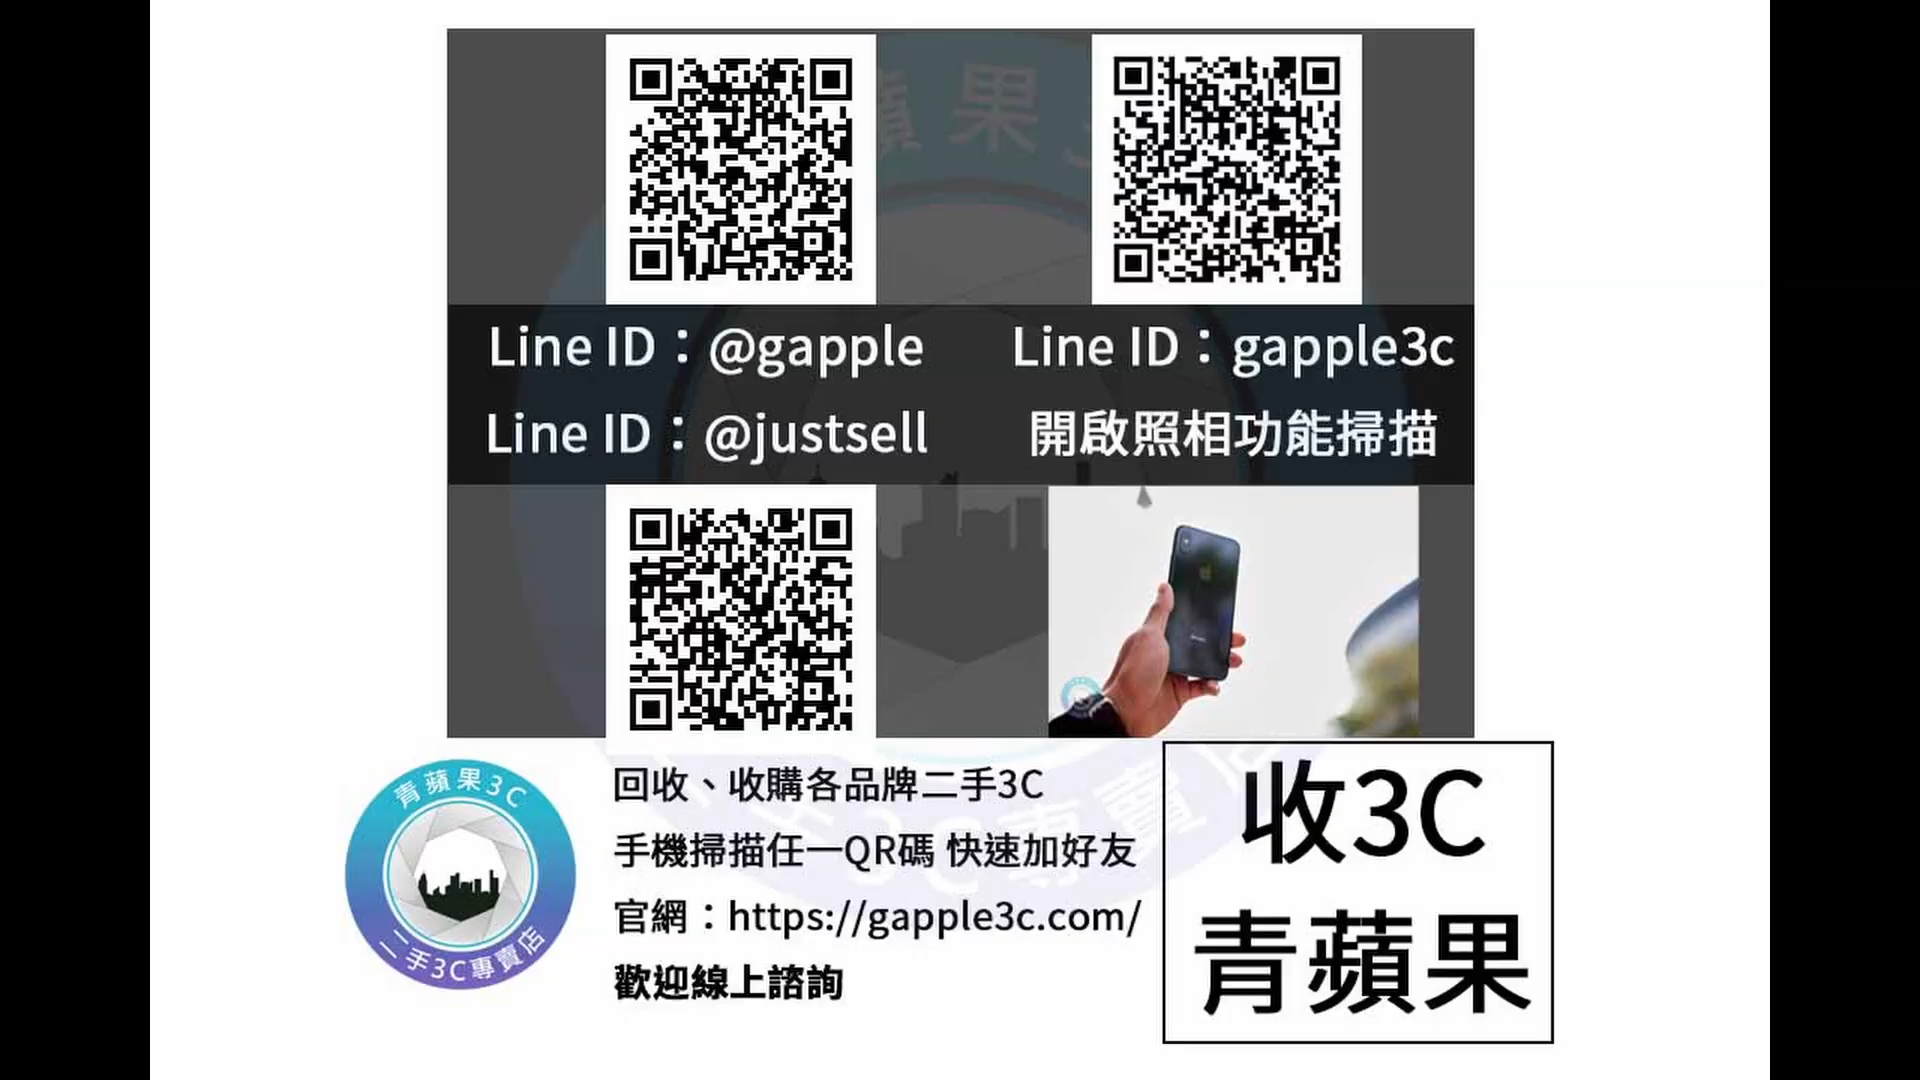 Line ID：@gapple
Line ID：gapple3c
Line ID：@justsell
開啟照相功能掃描
青蘋果3C
二手3C專賣店
回收、收購各品牌二手3C
手機掃描任一QR碼 快速加好友
官網：https://gapple3c.com/
歡迎線上諮詢
收3C
青蘋果